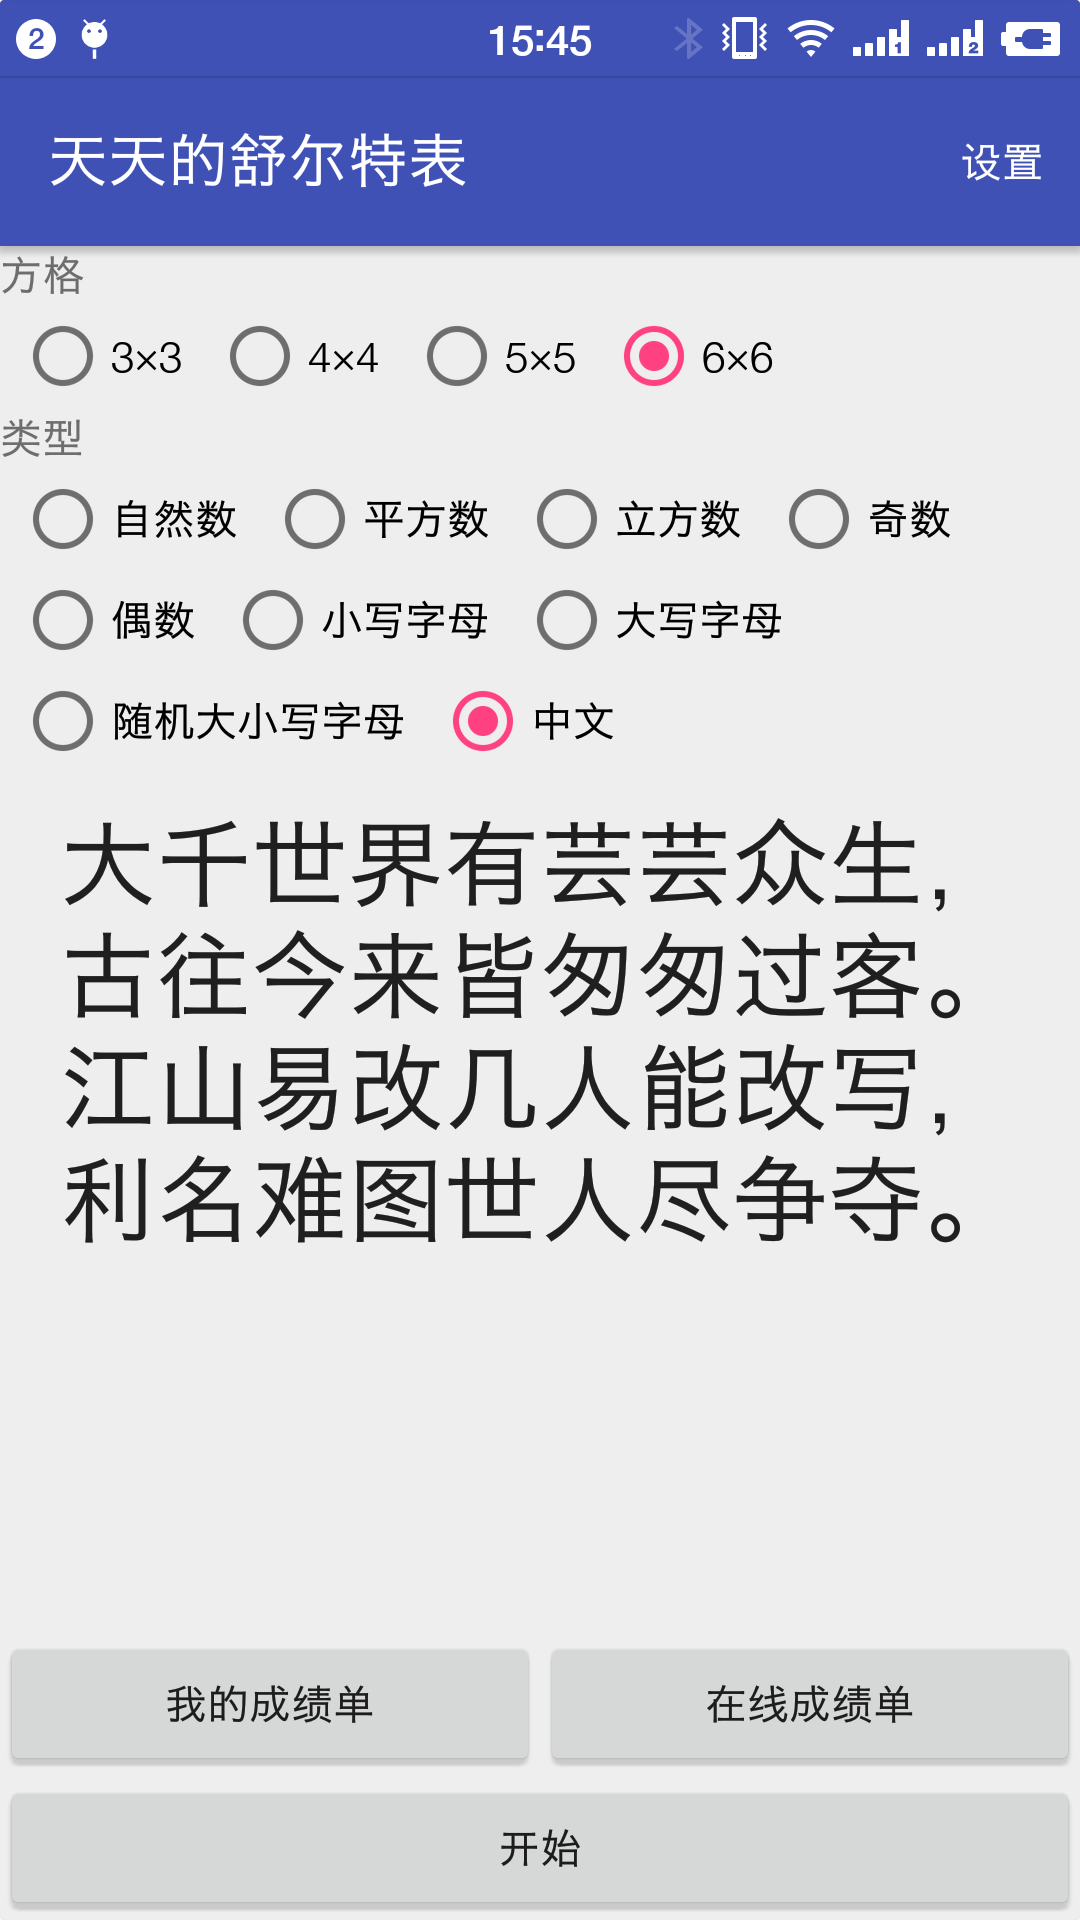 2 15:45 1 2
天天的舒尔特表 设置
方格
3×3 4×4 5×5 6×6
类型
自然数 平方数 立方数 奇数
偶数 小写字母 大写字母
随机大小写字母 中文
大千世界有芸芸众生,
古往今来皆匆匆过客。
江山易改几人能改写,
利名难图世人尽争夺。
我的成绩单 在线成绩单
开始